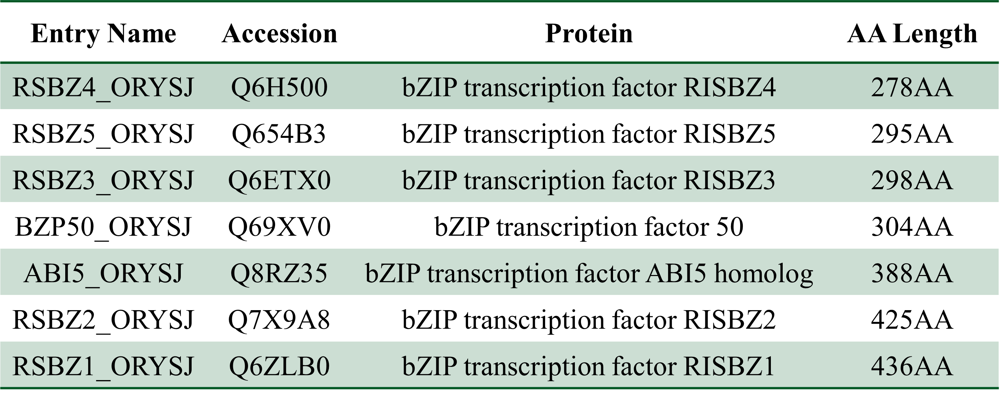 Entry Name Accession Protein AA Length
RSBZ4_ORYSJ Q6H500 bZIP transcription factor RISBZ4 278AA
RSBZ5_ORYSJ Q654B3 bZIP transcription factor RISBZ5 295AA
RSBZ3_ORYSJ Q6ETX0 bZIP transcription factor RISBZ3 298AA
BZP50_ORYSJ Q69XV0 bZIP transcription factor 50 304AA
ABI5_ORYSJ Q8RZ35 bZIP transcription factor ABI5 homolog 388AA
RSBZ2_ORYSJ Q7X9A8 bZIP transcription factor RISBZ2 425AA
RSBZ1_ORYSJ Q6ZLB0 bZIP transcription factor RISBZ1 436AA